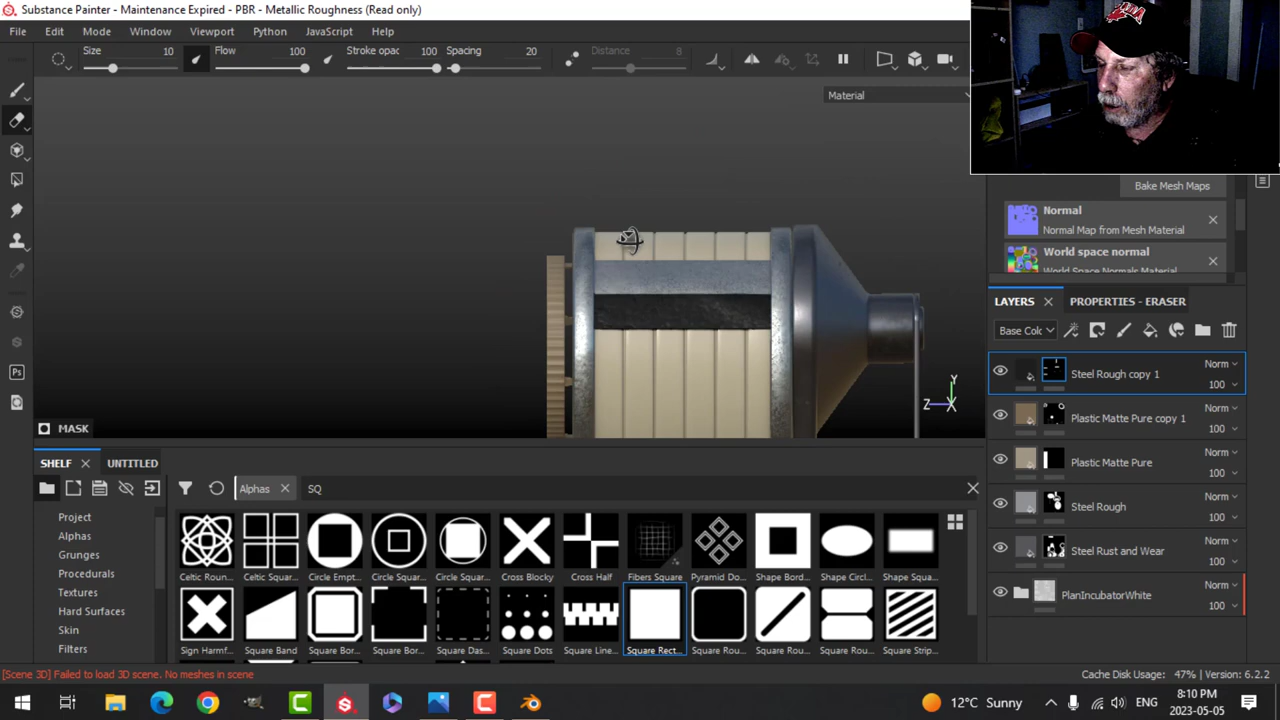 Substance Painter - Maintenance Expired - PBR - Metallic Roughness (Read only)
File Edit Mode Window Viewport Python JavaScript Help
Size 10 Flow 100 Stroke opac 100 Spacing 20 Distance 8
Material
Bake Mesh Maps
Normal
Normal Map from Mesh Material
World space normal
World Space Normals Material
LAYERS PROPERTIES - ERASER
Base Col
Norm
Steel Rough copy 1
100
Norm
Plastic Matte Pure copy 1
100
Norm
Plastic Matte Pure
100
Norm
Steel Rough
100
Norm
Steel Rust and Wear
100
Norm
PlanIncubatorWhite
100
Y
Z X
MASK
SHELF UNTITLED
Alphas SQ
Project
Alphas
Grunges
Procedurals
Textures
Hard Surfaces
Skin
Filters
Celtic Roun... Celtic Squar... Circle Empt... Circle Squar... Circle Squar... Cross Blocky Cross Half Fibers Square Pyramid Do... Shape Bord... Shape Circl... Shape Squa...
Sign Harmf... Square Band Square Bor... Square Bor... Square Das... Square Dots Square Line... Square Rect... Square Rou... Square Rou... Square Rou... Square Strip...
[Scene 3D] Failed to load 3D scene. No meshes in scene
Cache Disk Usage: 47% | Version: 6.2.2
12°C Sunny
ENG
8:10 PM
2023-05-05